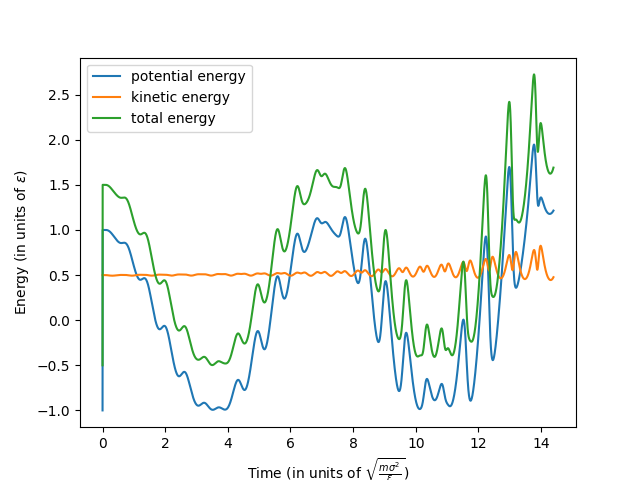 potential energy
kinetic energy
total energy
2.5
2.0
1.5
1.0
0.5
0.0
−0.5
−1.0
Energy (in units of ε)
0 2 4 6 8 10 12 14
Time (in units of √(mσ²/ε))